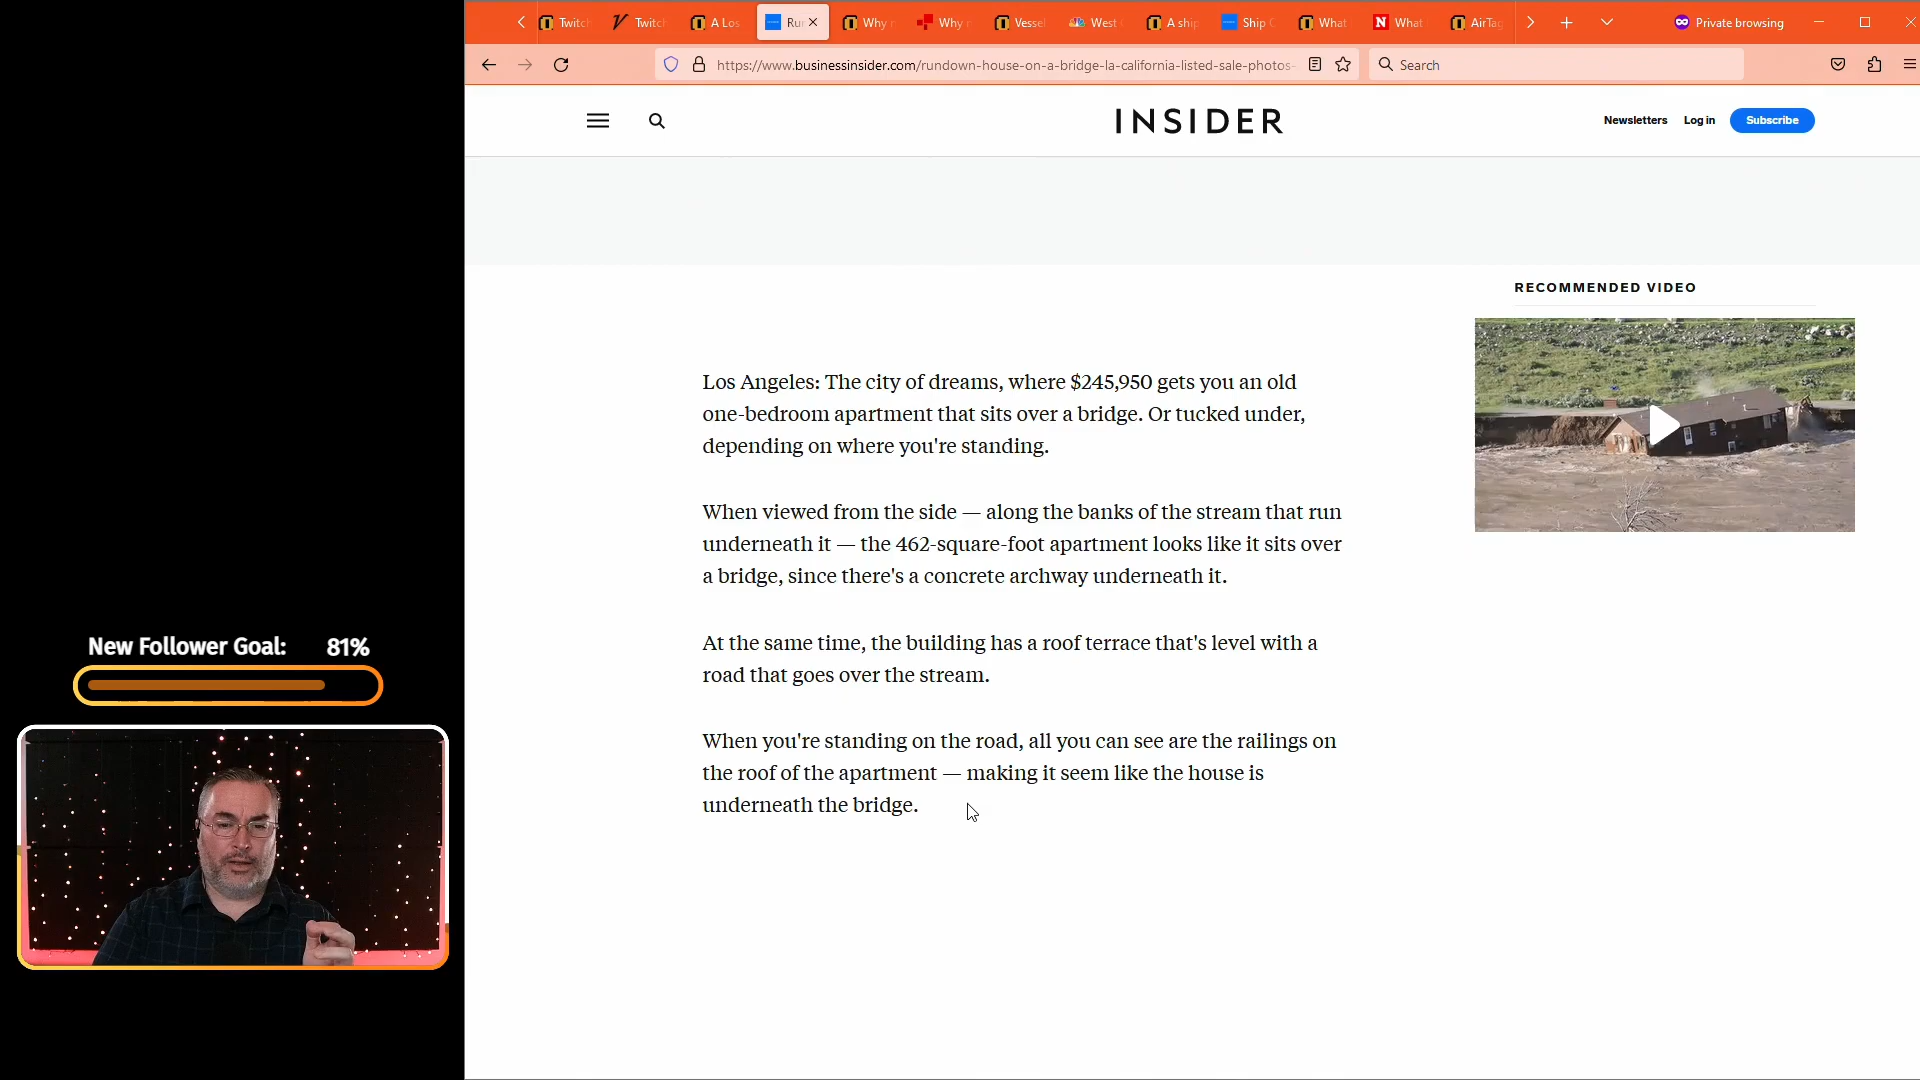 Twitch
Twitch
A Los
Run
Why
Why
Vessel
West
A ship
Ship
What
What
AirTag
Private browsing
https://www.businessinsider.com/rundown-house-on-a-bridge-la-california-listed-sale-photos-
Search
INSIDER
Newsletters
Log in
Subscribe
RECOMMENDED VIDEO
Los Angeles: The city of dreams, where $245,950 gets you an old
one-bedroom apartment that sits over a bridge. Or tucked under,
depending on where you're standing.
When viewed from the side — along the banks of the stream that run
underneath it — the 462-square-foot apartment looks like it sits over
a bridge, since there's a concrete archway underneath it.
At the same time, the building has a roof terrace that's level with a
road that goes over the stream.
When you're standing on the road, all you can see are the railings on
the roof of the apartment — making it seem like the house is
underneath the bridge.
New Follower Goal: 81%